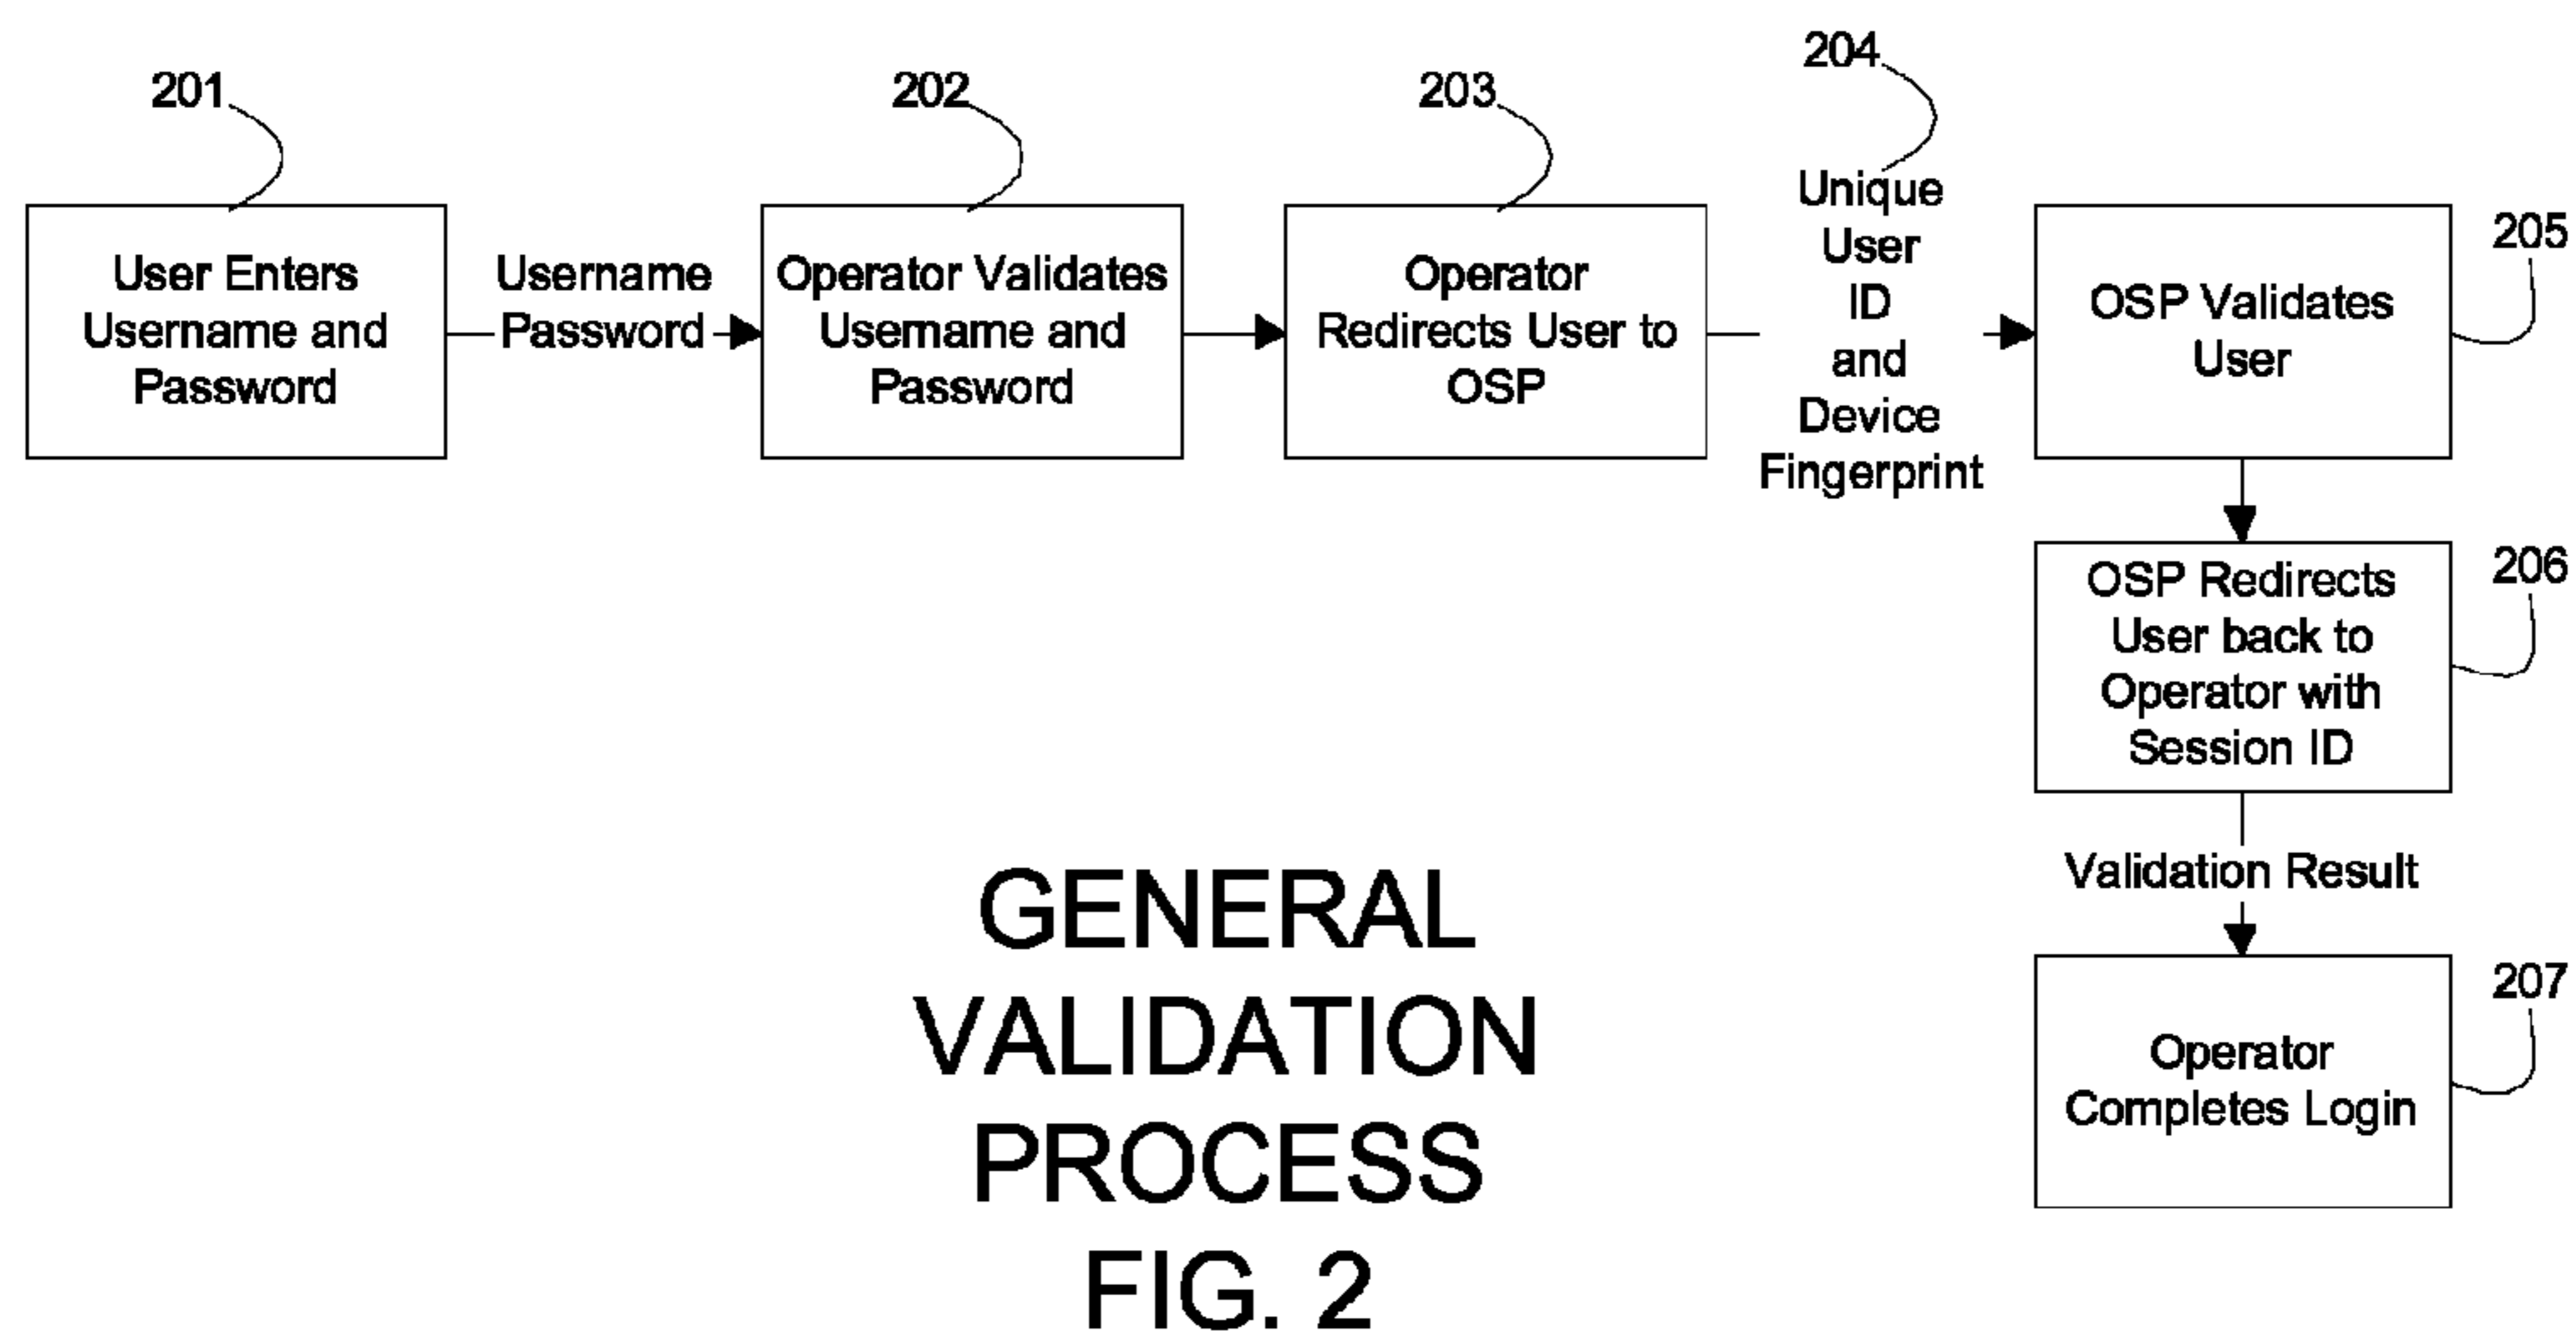 201
User Enters
Username and
Password
Username
Password
202
Operator Validates
Username and
Password
203
Operator
Redirects User to
OSP
204
Unique
User
ID
and
Device
Fingerprint
205
OSP Validates
User
206
OSP Redirects
User back to
Operator with
Session ID
Validation Result
207
Operator
Completes Login
GENERAL
VALIDATION
PROCESS
FIG. 2